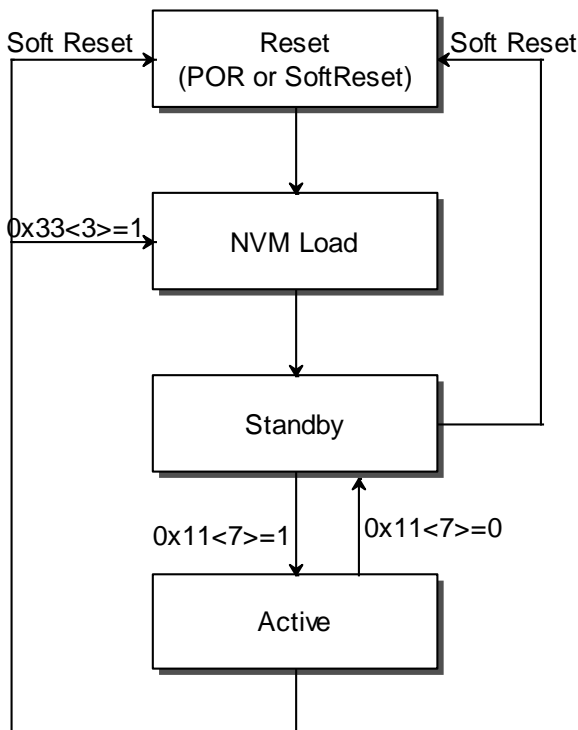 Soft Reset
Reset
(POR or SoftReset)
Soft Reset
0x33<3>=1
NVM Load
Standby
0x11<7>=1
0x11<7>=0
Active